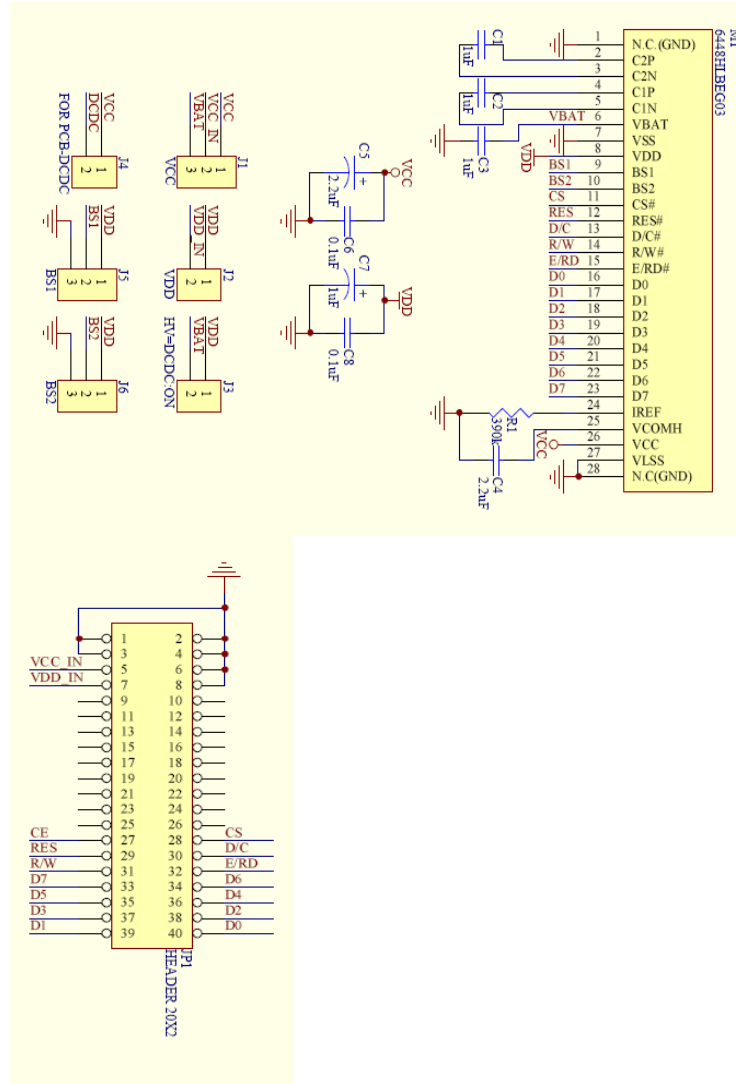 M1
6448HLBEG03
1 N.C.(GND)
2 C2P
3 C2N
4 C1P
5 C1N
VBAT 6 VBAT
7 VSS
8 VDD
BS1 9 BS1
BS2 10 BS2
CS 11 CS#
RES 12 RES#
D/C 13 D/C#
R/W 14 R/W#
E/RD 15 E/RD#
D0 16 D0
D1 17 D1
D2 18 D2
D3 19 D3
D4 20 D4
D5 21 D5
D6 22 D6
D7 23 D7
24 IREF
25 VCOMH
26 VCC
27 VLSS
28 N.C(GND)
C1
1uF
C2
1uF
C3
1uF
VDD
R1
390k
VCC
C4
2.2uF
C5
2.2uF
VCC
C6
0.1uF
C7
1uF
VDD
C8
0.1uF
J1
VCC
VCC_IN
VBAT
1
2
3
VCC
J4
VCC
DCDC
1
2
FOR PCB-DCDC
J2
VDD
VDD_IN
1
2
VDD
J5
VDD
BS1
1
2
3
BS1
J3
VDD
VBAT
1
2
HV=DCDC:ON
J6
VDD
BS2
1
2
3
BS2
1 2
3 4
VCC_IN 5 6
VDD_IN 7 8
9 10
11 12
13 14
15 16
17 18
19 20
21 22
23 24
25 26
CE 27 28 CS
RES 29 30 D/C
R/W 31 32 E/RD
D7 33 34 D6
D5 35 36 D4
D3 37 38 D2
D1 39 40 D0
JP1
HEADER 20X2